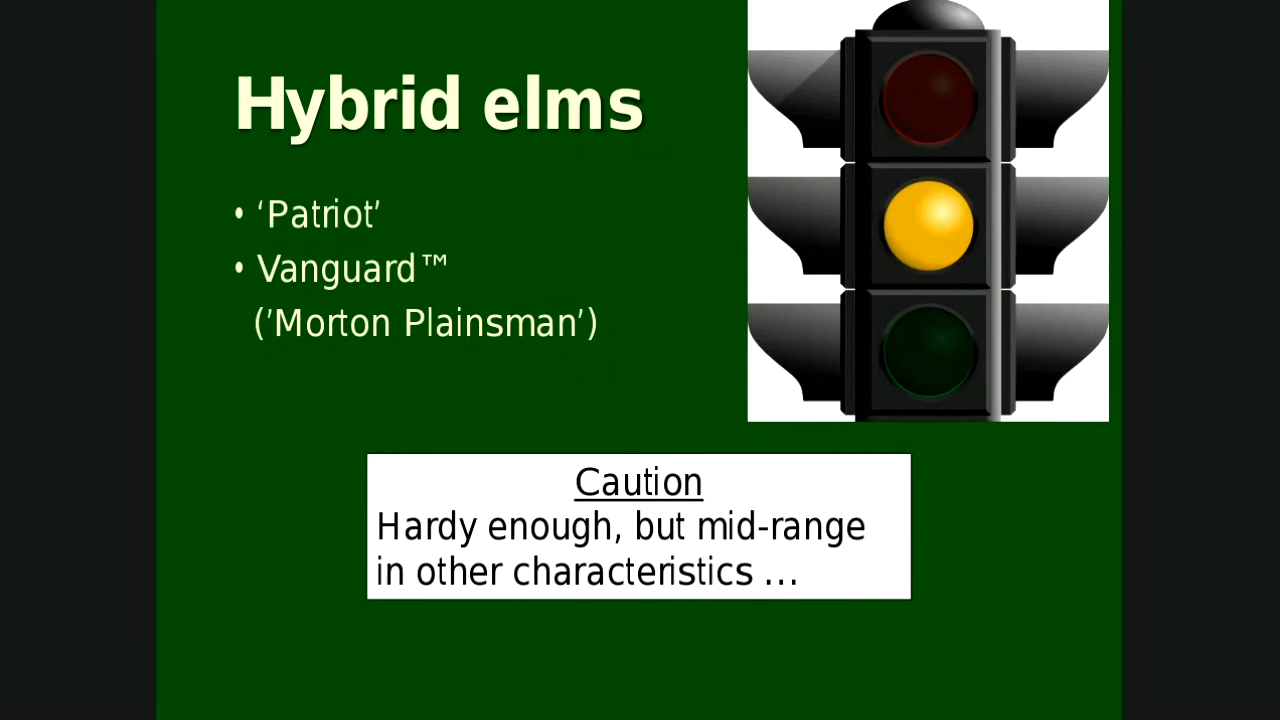 Hybrid elms
• ‘Patriot’
• Vanguard™
(’Morton Plainsman’)
Caution
Hardy enough, but mid-range
in other characteristics …